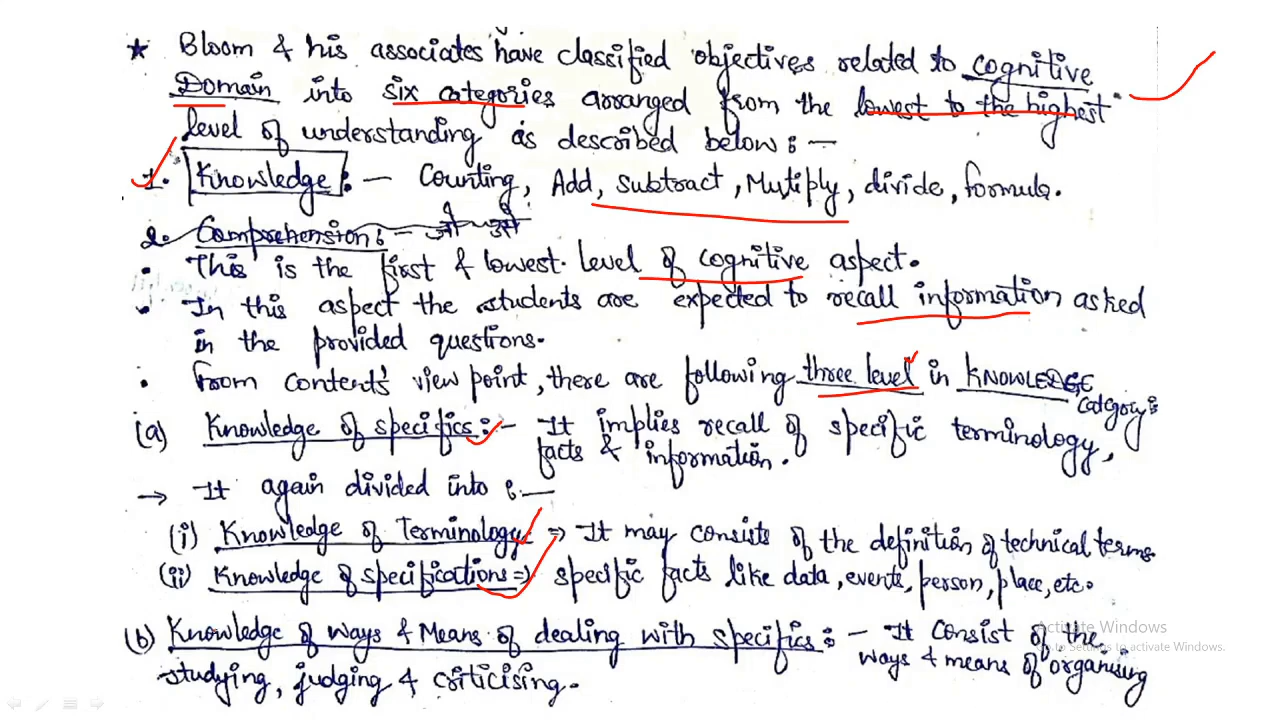 ★ Bloom & his associates have classified objectives related to cognitive
Domain into six categories arranged from the lowest to the highest
level of understanding as described below : —
1. Knowledge : — Counting, Add, subtract, Multiply, divide, formula.
2. Comprehension : —
• This is the first & lowest level of cognitive aspect.
• In this aspect the students are expected to recall information asked
in the provided questions.
• From contents view point, there are following three level in KNOWLEDGE
category :
(a) Knowledge of specifics : - It implies recall of specific terminology,
facts & information.
→ It again divided into : —
(i) Knowledge of Terminology ⇒ It may consists of the definition of technical terms.
(ii) Knowledge of specifications ⇒ specific facts like data, events, person, place, etc.
(b) Knowledge of ways & Means of dealing with specifics : — It consist of the
ways & means of organising
studying, judging & criticising.
Activate Windows
Go to Settings to activate Windows.